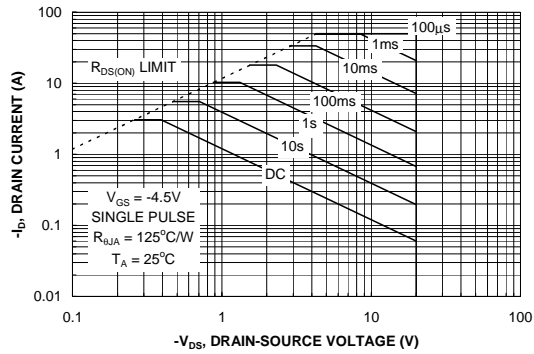 100
100µs
1ms
10ms
R_DS(ON) LIMIT
10
100ms
1s
10s
1
DC
V_GS = -4.5V
SINGLE PULSE
R_θJA = 125°C/W
T_A = 25°C
0.1
0.01
0.1
1
10
100
-V_DS, DRAIN-SOURCE VOLTAGE (V)
-I_D, DRAIN CURRENT (A)